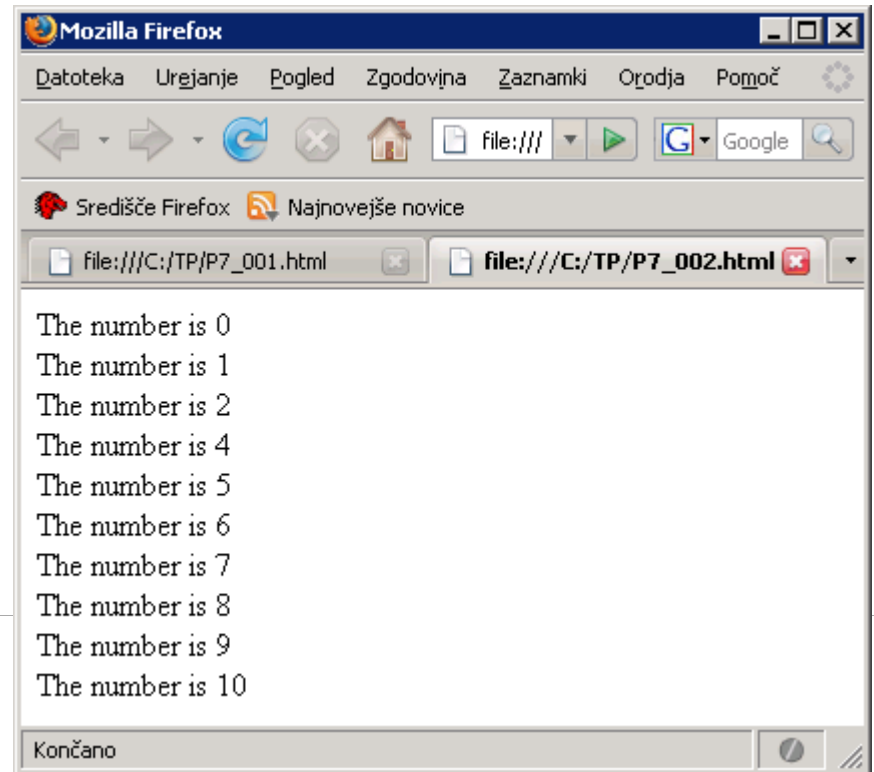 Mozilla Firefox
Datoteka Urejanje Pogled Zgodovina Zaznamki Orodja Pomoč
file:/// G Google
Središče Firefox Najnovejše novice
file:///C:/TP/P7_001.html file:///C:/TP/P7_002.html
The number is 0
The number is 1
The number is 2
The number is 4
The number is 5
The number is 6
The number is 7
The number is 8
The number is 9
The number is 10
Končano